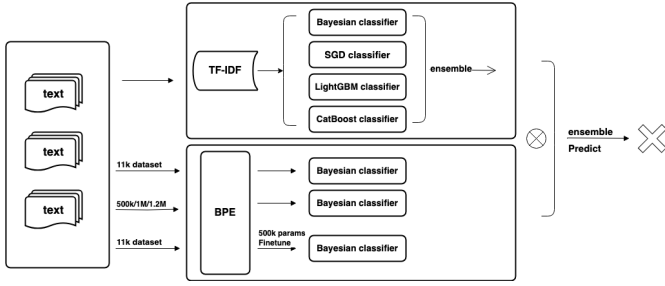 text
text
text
TF-IDF
Bayesian classifier
SGD classifier
LightGBM classifier
CatBoost classifier
ensemble
11k dataset
500k/1M/1.2M
11k dataset
BPE
500k params
Finetune
Bayesian classifier
Bayesian classifier
Bayesian classifier
ensemble
Predict